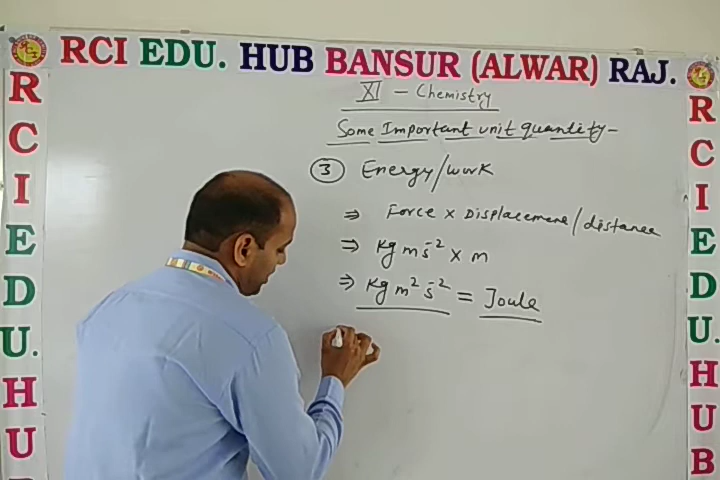 RCI EDU. HUB BANSUR (ALWAR) RAJ.
XI - Chemistry
Some Important unit quantity -
③ Energy/work
⇒ Force × Displacement/distance
⇒ Kg m s⁻² × m
⇒ Kg m² s⁻² = Joule
R C I E D U. H U
R C I E D U. H U B